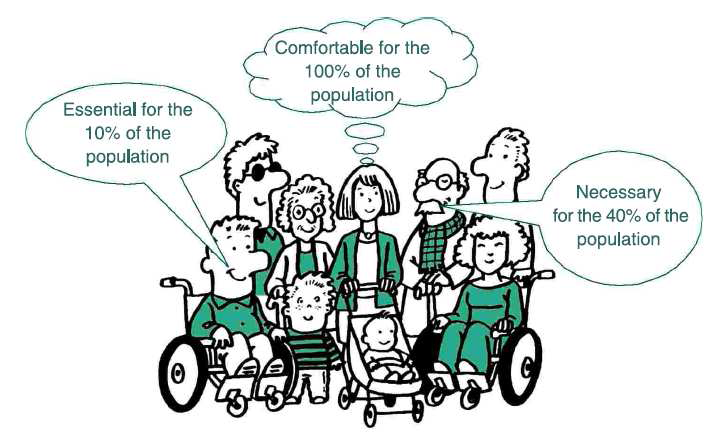 Comfortable for the
100% of the
population
Essential for the
10% of the
population
Necessary
for the 40% of the
population